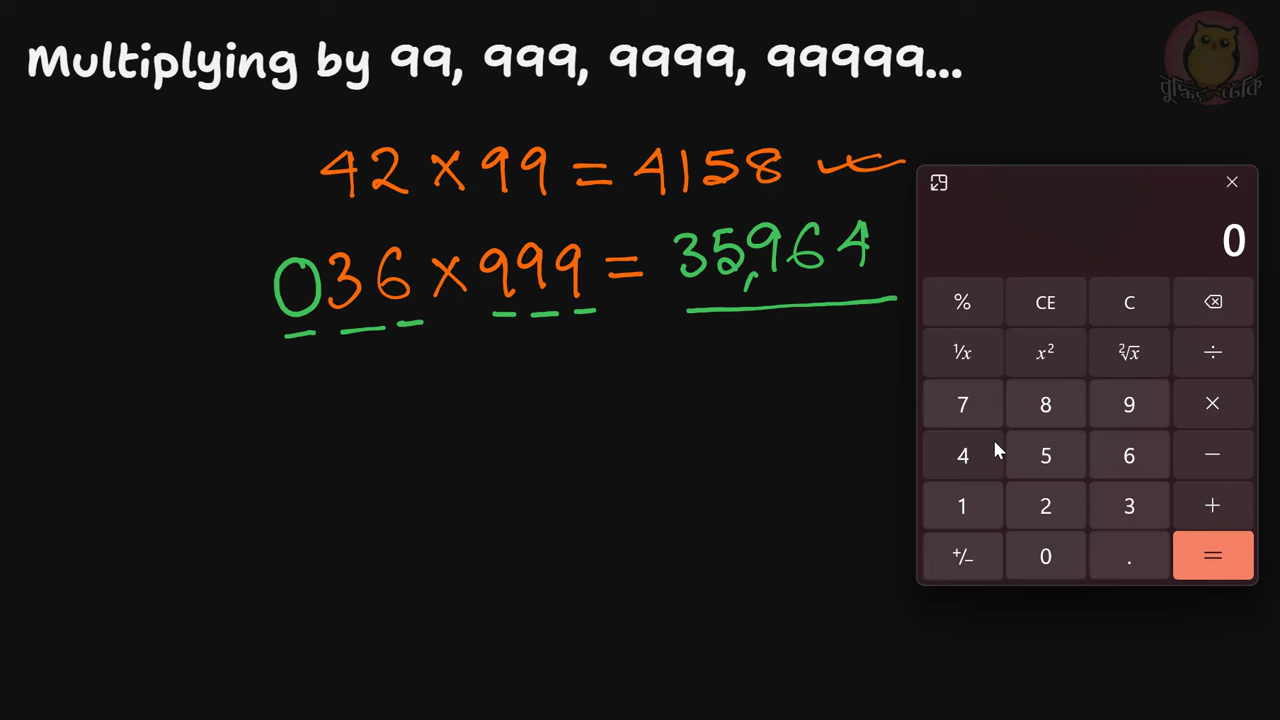 Multiplying by 99, 999, 9999, 99999...
42 × 99 = 4158
036 × 999 = 35,964
0
% CE C
¹/x x² ²√x ÷
7 8 9 ×
4 5 6 −
1 2 3 +
+/− 0 . =